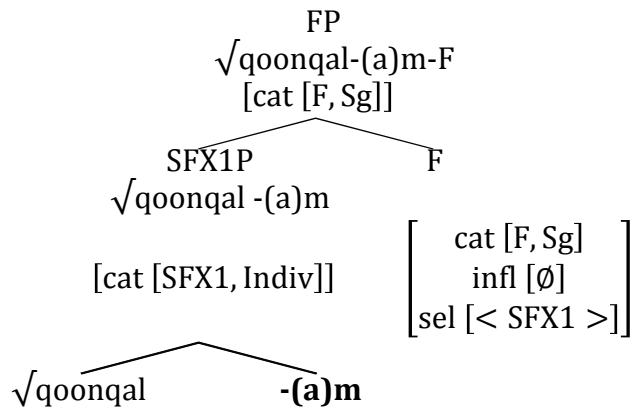 FP
√qoonqal-(a)m-F
[cat [F, Sg]]
SFX1P F
√qoonqal -(a)m
cat [F, Sg]
[cat [SFX1, Indiv]] infl [∅]
sel [< SFX1 >]
√qoonqal -(a)m